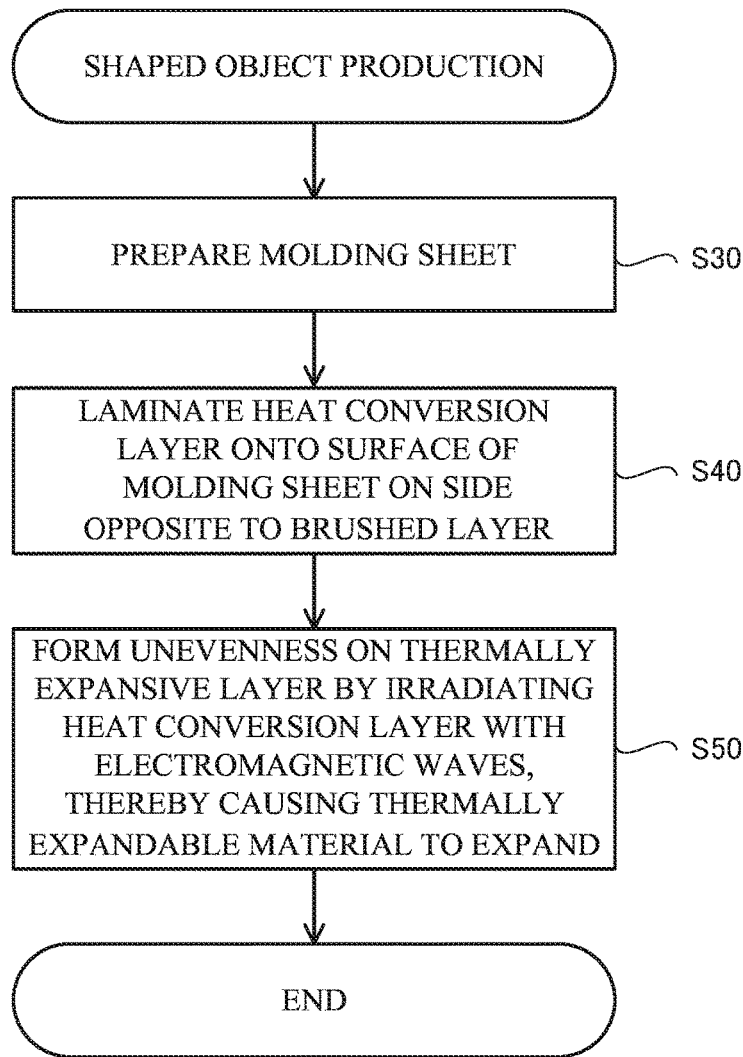 SHAPED OBJECT PRODUCTION
PREPARE MOLDING SHEET
S30
LAMINATE HEAT CONVERSION
LAYER ONTO SURFACE OF
MOLDING SHEET ON SIDE
OPPOSITE TO BRUSHED LAYER
S40
FORM UNEVENNESS ON THERMALLY
EXPANSIVE LAYER BY IRRADIATING
HEAT CONVERSION LAYER WITH
ELECTROMAGNETIC WAVES,
THEREBY CAUSING THERMALLY
EXPANDABLE MATERIAL TO EXPAND
S50
END